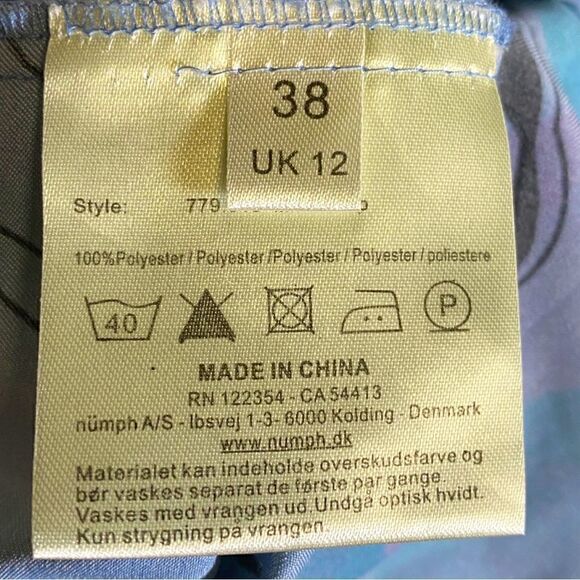 38
UK 12
Style:
100%Polyester / Polyester /Polyester / Polyester / poliestere
40
P
MADE IN CHINA
RN 122354 - CA 54413
nümph A/S - Ibsvej 1-3- 6000 Kolding - Denmark
www.numph.dk
Materialet kan indeholde overskudsfarve og
bør vaskes separat de første par gange.
Vaskes med vrangen ud. Undgå optisk hvidt.
Kun strygning på vrangen.